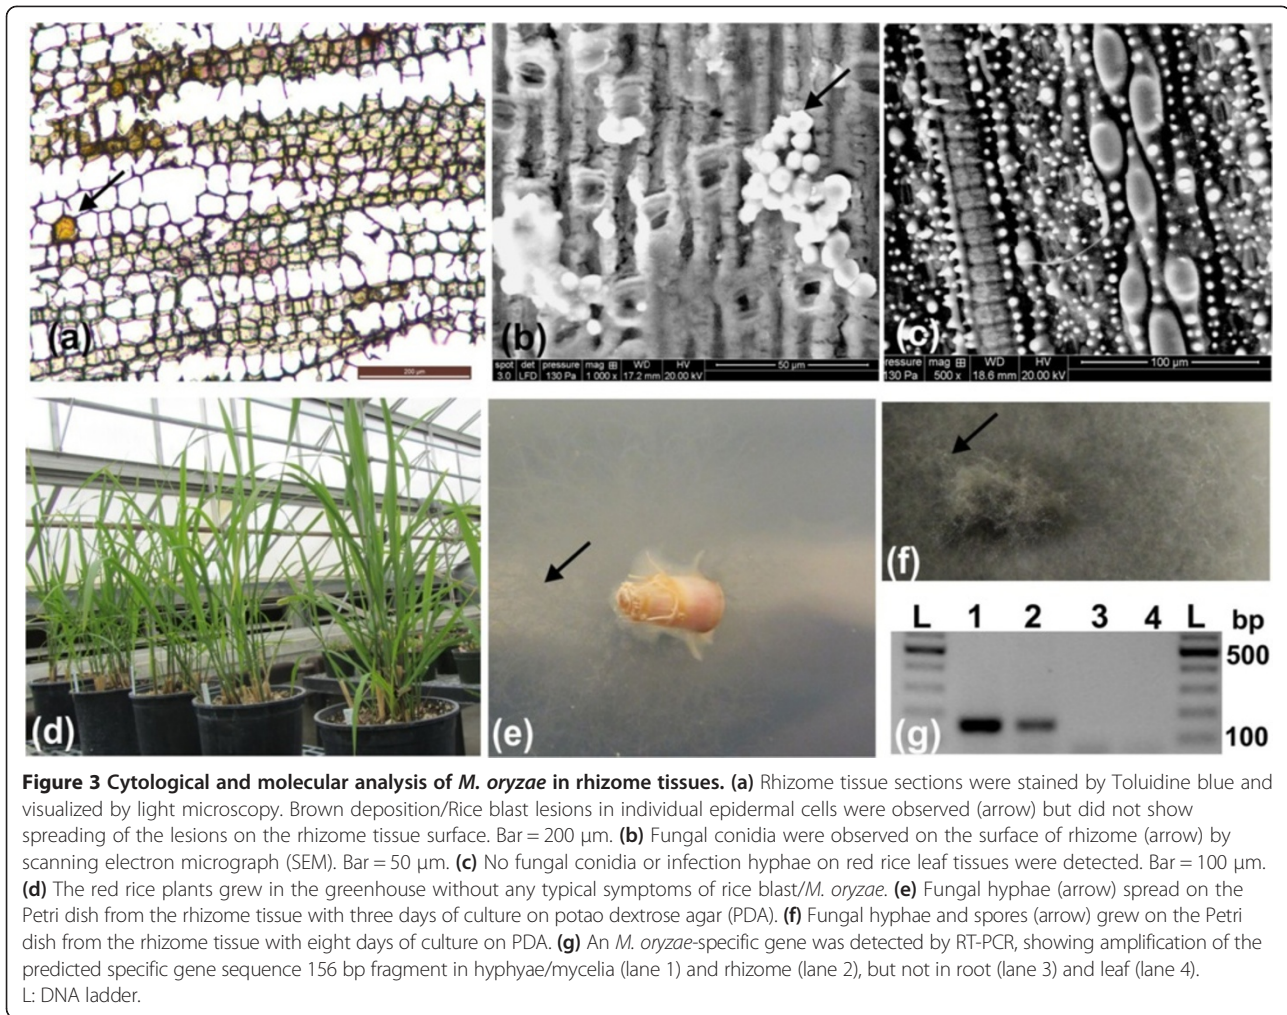 (a)
200 µm
(b)
spot det pressure mag ⊞ WD HV 50 µm
3.0 LFD 130 Pa 1 000 x 17.2 mm 20.00 kV
(c)
ressure mag ⊞ WD HV 100 µm
130 Pa 500 x 18.6 mm 20.00 kV
(d)
(e)
(f)
L 1 2 3 4 L bp
500
(g)
100
Figure 3 Cytological and molecular analysis of M. oryzae in rhizome tissues. (a) Rhizome tissue sections were stained by Toluidine blue and
visualized by light microscopy. Brown deposition/Rice blast lesions in individual epidermal cells were observed (arrow) but did not show
spreading of the lesions on the rhizome tissue surface. Bar = 200 µm. (b) Fungal conidia were observed on the surface of rhizome (arrow) by
scanning electron micrograph (SEM). Bar = 50 µm. (c) No fungal conidia or infection hyphae on red rice leaf tissues were detected. Bar = 100 µm.
(d) The red rice plants grew in the greenhouse without any typical symptoms of rice blast/M. oryzae. (e) Fungal hyphae (arrow) spread on the
Petri dish from the rhizome tissue with three days of culture on potao dextrose agar (PDA). (f) Fungal hyphae and spores (arrow) grew on the Petri
dish from the rhizome tissue with eight days of culture on PDA. (g) An M. oryzae-specific gene was detected by RT-PCR, showing amplification of the
predicted specific gene sequence 156 bp fragment in hyphyae/mycelia (lane 1) and rhizome (lane 2), but not in root (lane 3) and leaf (lane 4).
L: DNA ladder.